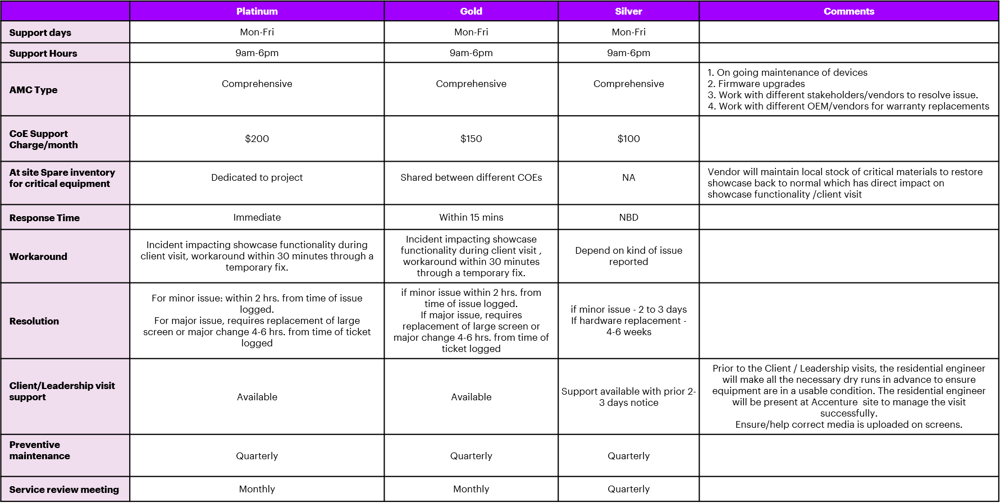 Platinum
Gold
Silver
Comments
Support days
Mon-Fri
Mon-Fri
Mon-Fri
Support Hours
9am-6pm
9am-6pm
9am-6pm
AMC Type
Comprehensive
Comprehensive
Comprehensive
1. On going maintenance of devices
2. Firmware upgrades
3. Work with different stakeholders/vendors to resolve issue.
4. Work with different OEM/vendors for warranty replacements
CoE Support
Charge/month
$200
$150
$100
At site Spare inventory
for critical equipment
Dedicated to project
Shared between different COEs
NA
Vendor will maintain local stock of critical materials to restore
showcase back to normal which has direct impact on
showcase functionality /client visit
Response Time
Immediate
Within 15 mins
NBD
Workaround
Incident impacting showcase functionality during
client visit, workaround within 30 minutes through a
temporary fix.
Incident impacting showcase
functionality during client visit ,
workaround within 30 minutes
through a temporary fix.
Depend on kind of issue
reported
Resolution
For minor issue: within 2 hrs. from time of issue
logged.
For major issue, requires replacement of large
screen or major change 4-6 hrs. from time of ticket
logged
if minor issue within 2 hrs. from
time of issue logged.
If major issue, requires
replacement of large screen or
major change 4-6 hrs. from time of
ticket logged
if minor issue - 2 to 3 days
If hardware replacement -
4-6 weeks
Client/Leadership visit
support
Available
Available
Support available with prior 2-
3 days notice
Prior to the Client / Leadership visits, the residential engineer
will make all the necessary dry runs in advance to ensure
equipment are in a usable condition. The residential engineer
will be present at Accenture  site to manage the visit
successfully.
Ensure/help correct media is uploaded on screens.
Preventive
maintenance
Quarterly
Quarterly
Quarterly
Service review meeting
Monthly
Monthly
Quarterly